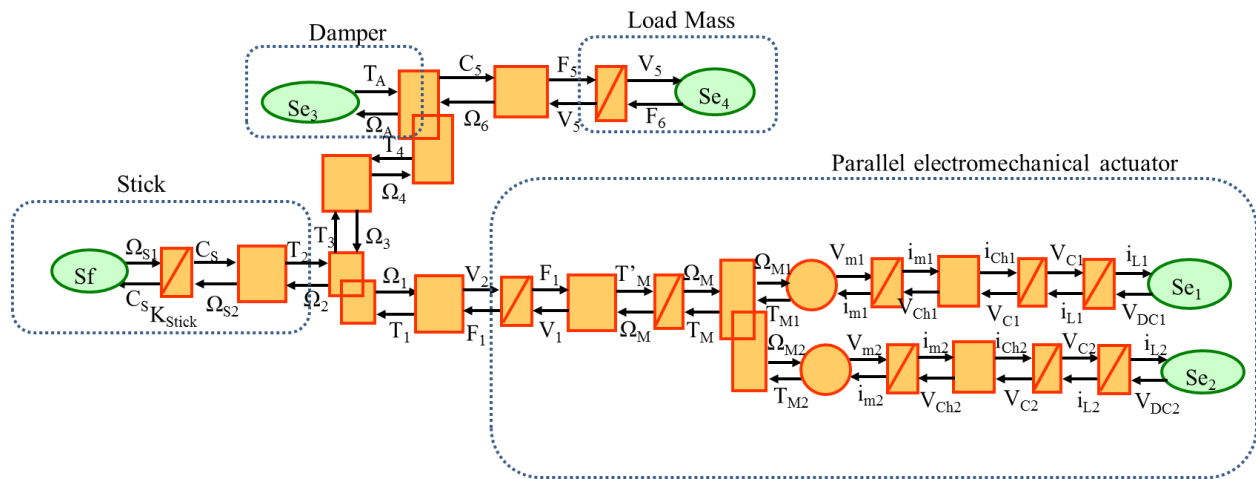 Damper
Load Mass
T_A
C_5
F_5
V_5
Se_3
Se_4
Ω_A
Ω_6
V_5
F_6
T_4
Ω_4
Parallel electromechanical actuator
Stick
T_3
Ω_3
Ω_S1
C_S
T_2
Sf
C_S
K_Stick
Ω_S2
Ω_2
Ω_1
V_2
F_1
T'_M
Ω_M
Ω_M1
V_m1
i_m1
i_Ch1
V_C1
i_L1
Se_1
T_1
F_1
V_1
Ω_M
T_M
T_M1
i_m1
V_Ch1
V_C1
i_L1
V_DC1
Ω_M2
V_m2
i_m2
i_Ch2
V_C2
i_L2
Se_2
T_M2
i_m2
V_Ch2
V_C2
i_L2
V_DC2